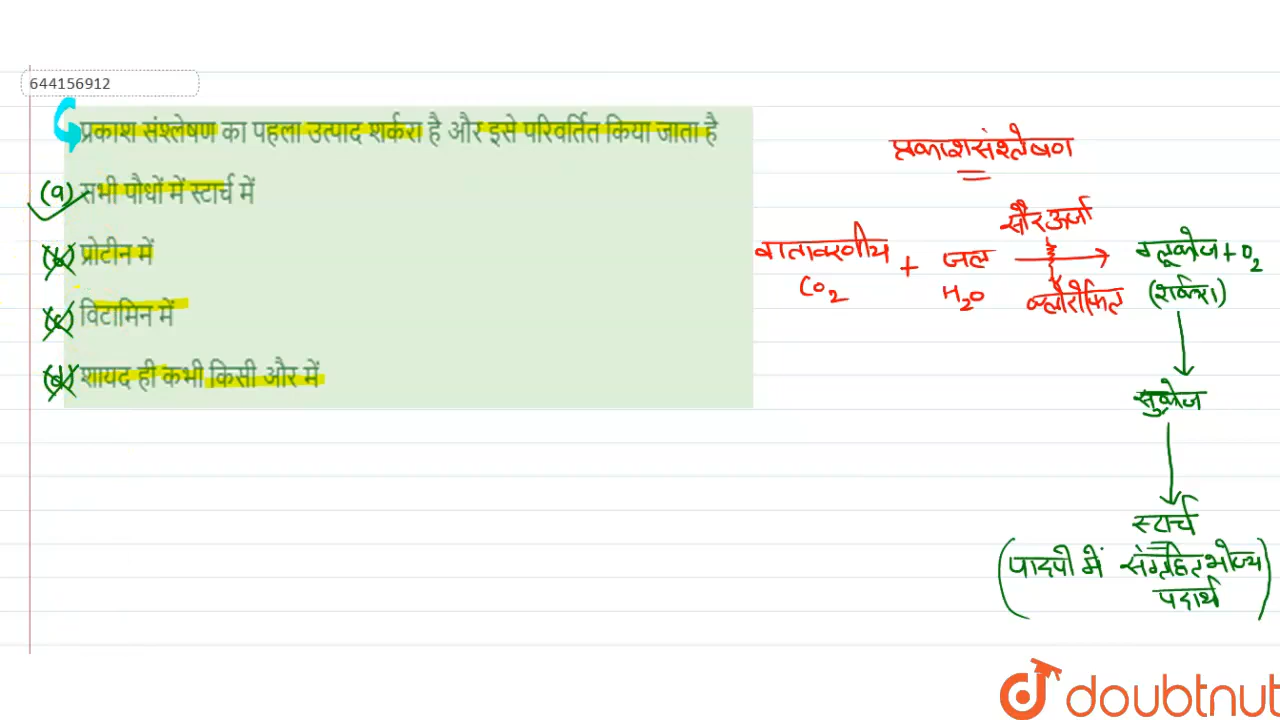 644156912
प्रकाश संश्लेषण का पहला उत्पाद शर्करा है और इसे परिवर्तित किया जाता है
(a) सभी पौधों में स्टार्च में
(b) प्रोटीन में
(c) विटामिन में
(d) शायद ही कभी किसी और में
प्रकाशसंश्लेषण
सौर ऊर्जा
वातावरणीय + जल ग्लूकोज + O2
CO2 H2O क्लोरोफिल (शर्करा)
सुक्रोज
स्टार्च
(पादपों में संग्रहित भोज्य
पदार्थ)
doubtnut